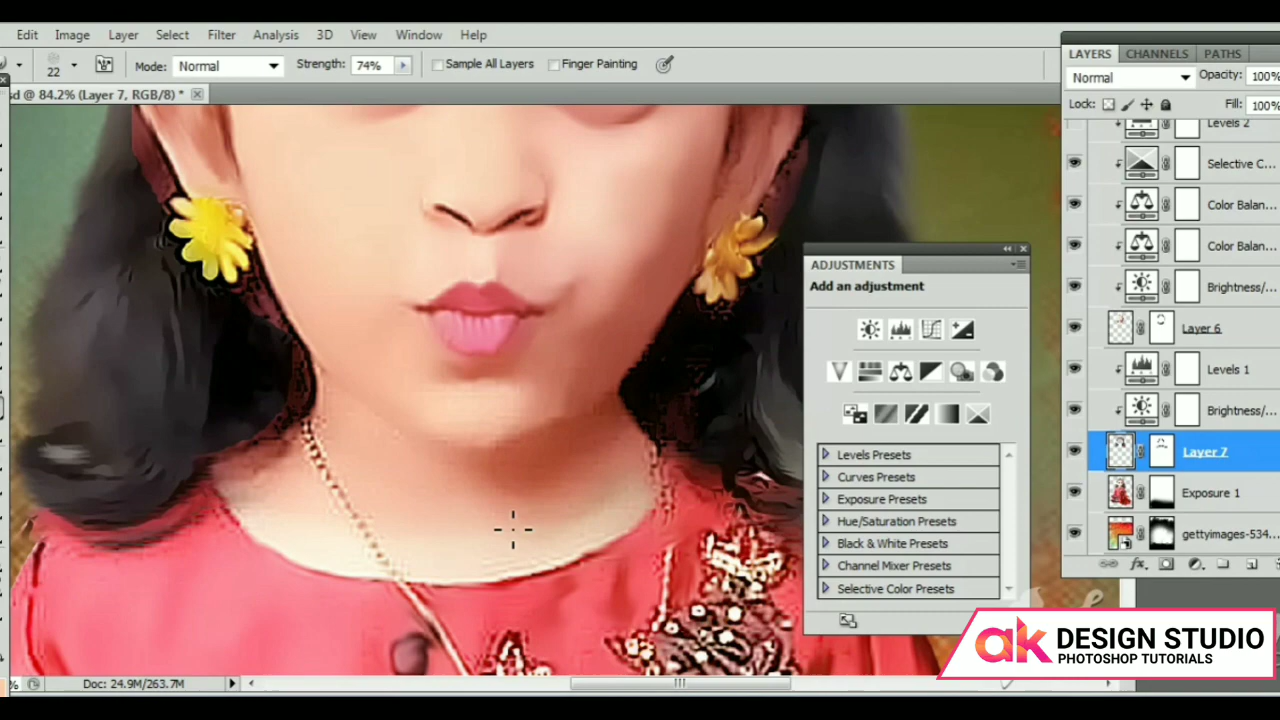 Edit Image Layer Select Filter Analysis 3D View Window Help
22 Mode: Normal Strength: 74% Sample All Layers Finger Painting
sd @ 84.2% (Layer 7, RGB/8) *
LAYERS CHANNELS PATHS
Normal Opacity: 100%
Lock: Fill: 100%
Levels 2
Selective C...
Color Balan...
Color Balan...
Brightness/...
Layer 6
Levels 1
Brightness/...
Layer 7
Exposure 1
gettyimages-534...
ADJUSTMENTS
Add an adjustment
Levels Presets
Curves Presets
Exposure Presets
Hue/Saturation Presets
Black & White Presets
Channel Mixer Presets
Selective Color Presets
% Doc: 24.9M/263.7M
ak DESIGN STUDIO
PHOTOSHOP TUTORIALS